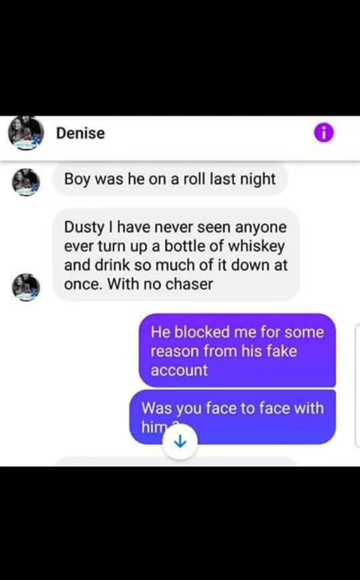 Denise
Boy was he on a roll last night
Dusty I have never seen anyone
ever turn up a bottle of whiskey
and drink so much of it down at
once. With no chaser
He blocked me for some
reason from his fake
account
Was you face to face with
him